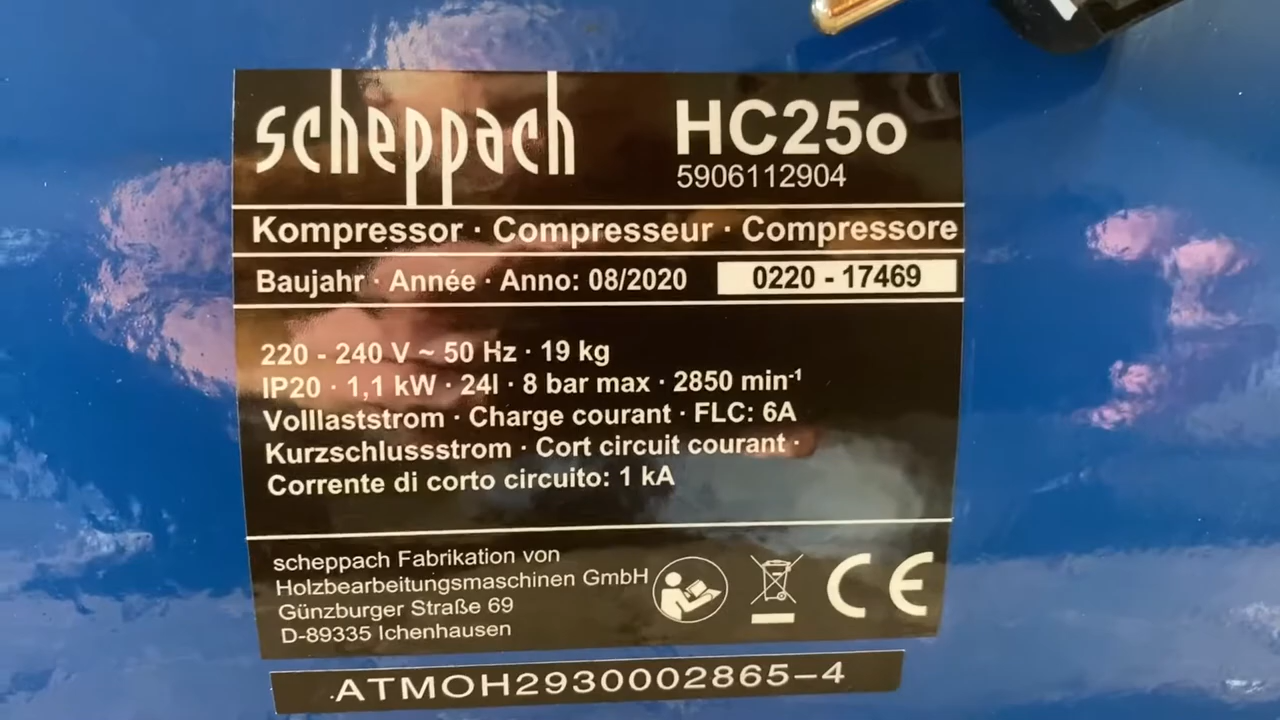 scheppach
HC25o
5906112904
Kompressor · Compresseur · Compressore
Baujahr · Année · Anno: 08/2020
0220 - 17469
220 - 240 V ~ 50 Hz · 19 kg
IP20 · 1,1 kW · 24l · 8 bar max · 2850 min⁻¹
Volllaststrom · Charge courant · FLC: 6A
Kurzschlussstrom · Cort circuit courant ·
Corrente di corto circuito: 1 kA
scheppach Fabrikation von
Holzbearbeitungsmaschinen GmbH
Günzburger Straße 69
D-89335 Ichenhausen
CE
ATMOH2930002865-4